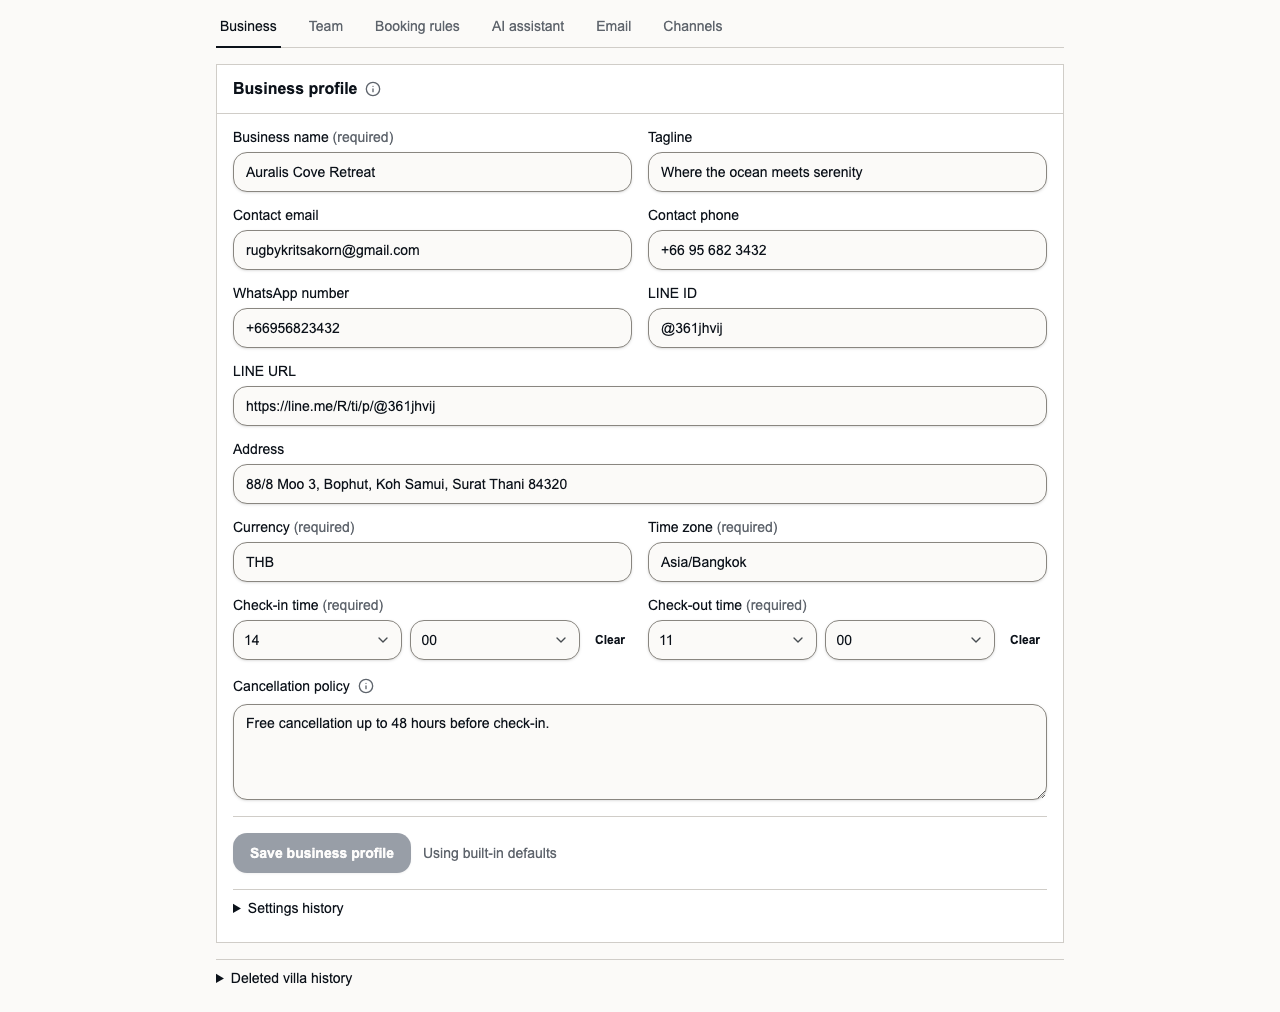 Business Team Booking rules AI assistant Email Channels
Business profile
Business name (required) Tagline
Auralis Cove Retreat Where the ocean meets serenity
Contact email Contact phone
rugbykritsakorn@gmail.com +66 95 682 3432
WhatsApp number LINE ID
+66956823432 @361jhvij
LINE URL
https://line.me/R/ti/p/@361jhvij
Address
88/8 Moo 3, Bophut, Koh Samui, Surat Thani 84320
Currency (required) Time zone (required)
THB Asia/Bangkok
Check-in time (required) Check-out time (required)
14 00 Clear 11 00 Clear
Cancellation policy
Free cancellation up to 48 hours before check-in.
Save business profile Using built-in defaults
Settings history
Deleted villa history